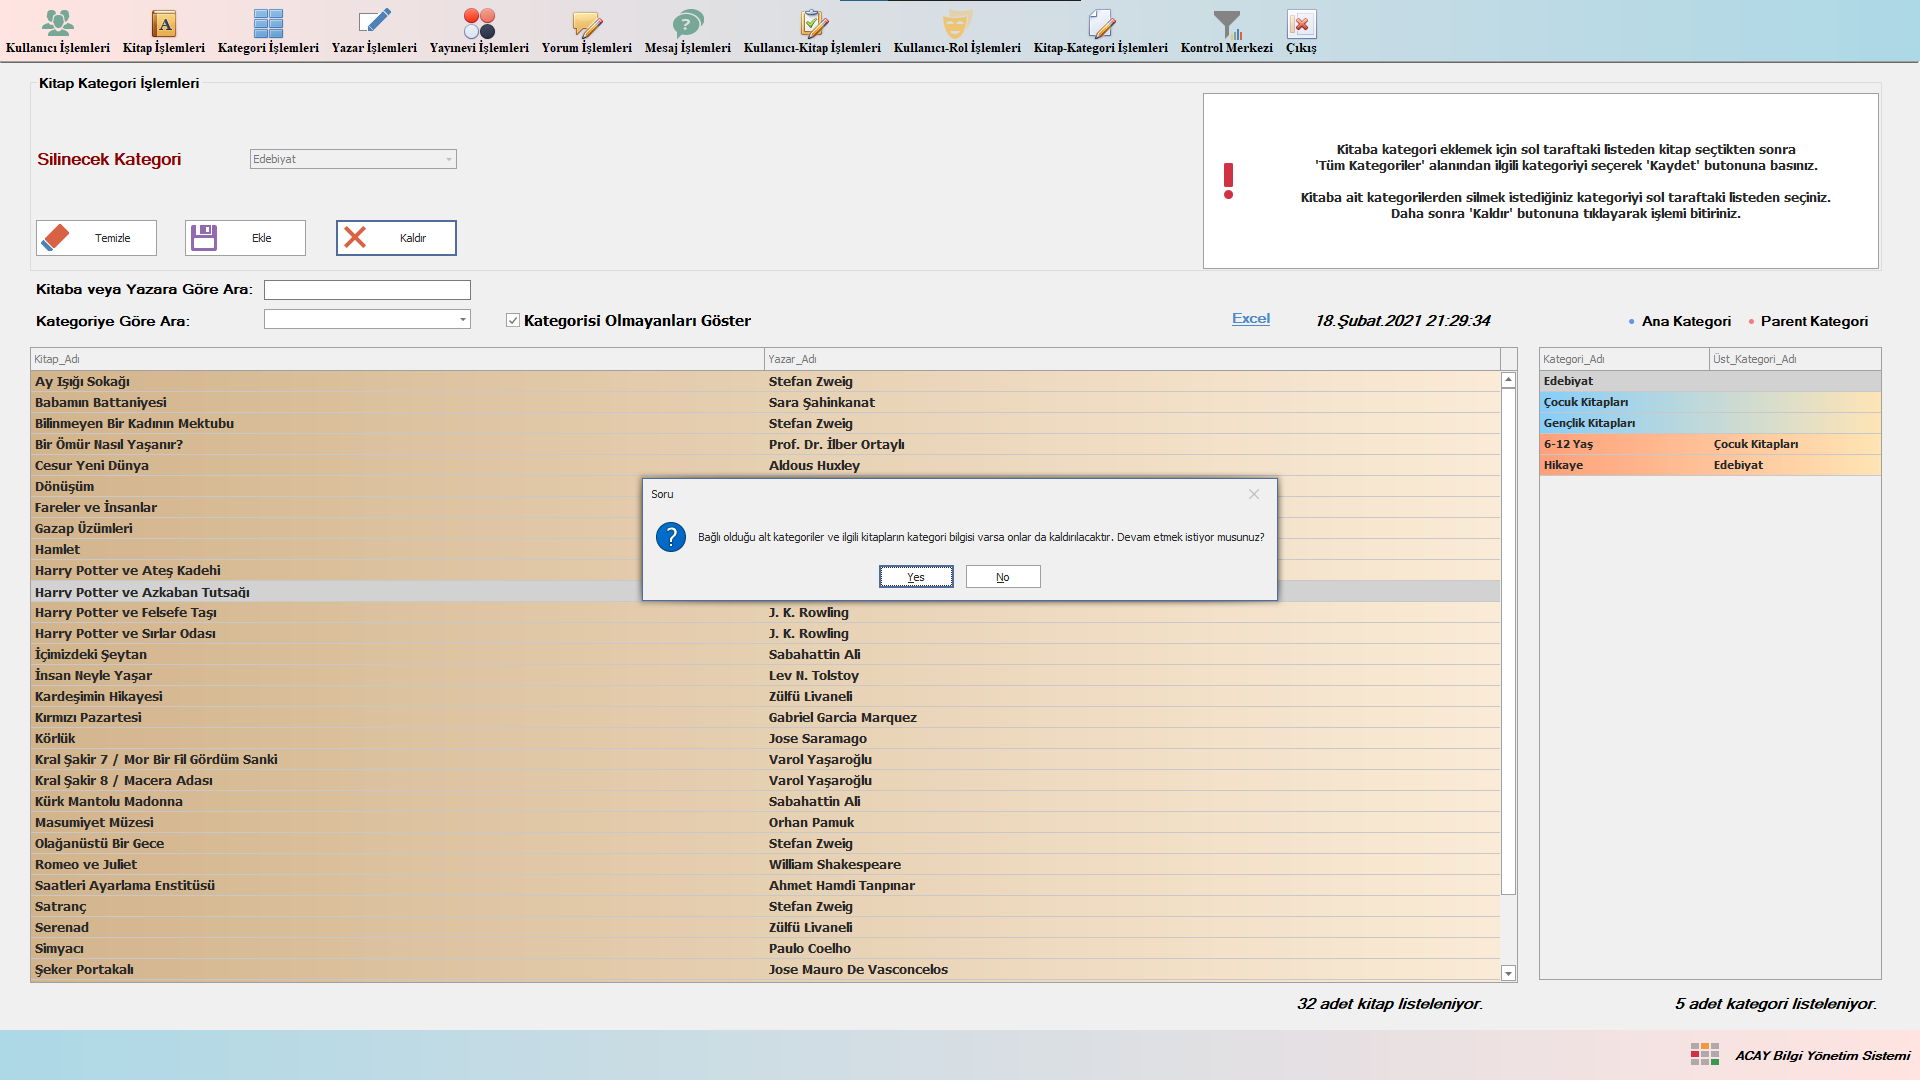 Kullanıcı İşlemleri Kitap İşlemleri Kategori İşlemleri Yazar İşlemleri Yayınevi İşlemleri Yorum İşlemleri Mesaj İşlemleri Kullanıcı-Kitap İşlemleri Kullanıcı-Rol İşlemleri Kitap-Kategori İşlemleri Kontrol Merkezi Çıkış
Kitap Kategori İşlemleri
Silinecek Kategori Edebiyat
Temizle Ekle Kaldır
Kitaba kategori eklemek için sol taraftaki listeden kitap seçtikten sonra
'Tüm Kategoriler' alanından ilgili kategoriyi seçerek 'Kaydet' butonuna basınız.
Kitaba ait kategorilerden silmek istediğiniz kategoriyi sol taraftaki listeden seçiniz.
Daha sonra 'Kaldır' butonuna tıklayarak işlemi bitiriniz.
Kitaba veya Yazara Göre Ara:
Kategoriye Göre Ara:
Kategorisi Olmayanları Göster
Excel
18.Şubat.2021 21:29:34
Ana Kategori Parent Kategori
Kitap_Adı Yazar_Adı
Ay Işığı Sokağı Stefan Zweig
Babamın Battaniyesi Sara Şahinkanat
Bilinmeyen Bir Kadının Mektubu Stefan Zweig
Bir Ömür Nasıl Yaşanır? Prof. Dr. İlber Ortaylı
Cesur Yeni Dünya Aldous Huxley
Dönüşüm
Fareler ve İnsanlar
Gazap Üzümleri
Hamlet
Harry Potter ve Ateş Kadehi
Harry Potter ve Azkaban Tutsağı
Harry Potter ve Felsefe Taşı J. K. Rowling
Harry Potter ve Sırlar Odası J. K. Rowling
İçimizdeki Şeytan Sabahattin Ali
İnsan Neyle Yaşar Lev N. Tolstoy
Kardeşimin Hikayesi Zülfü Livaneli
Kırmızı Pazartesi Gabriel Garcia Marquez
Körlük Jose Saramago
Kral Şakir 7 / Mor Bir Fil Gördüm Sanki Varol Yaşaroğlu
Kral Şakir 8 / Macera Adası Varol Yaşaroğlu
Kürk Mantolu Madonna Sabahattin Ali
Masumiyet Müzesi Orhan Pamuk
Olağanüstü Bir Gece Stefan Zweig
Romeo ve Juliet William Shakespeare
Saatleri Ayarlama Enstitüsü Ahmet Hamdi Tanpınar
Satranç Stefan Zweig
Serenad Zülfü Livaneli
Simyacı Paulo Coelho
Şeker Portakalı Jose Mauro De Vasconcelos
Kategori_Adı Üst_Kategori_Adı
Edebiyat
Çocuk Kitapları
Gençlik Kitapları
6-12 Yaş Çocuk Kitapları
Hikaye Edebiyat
Soru
Bağlı olduğu alt kategoriler ve ilgili kitapların kategori bilgisi varsa onlar da kaldırılacaktır. Devam etmek istiyor musunuz?
Yes No
32 adet kitap listeleniyor.
5 adet kategori listeleniyor.
ACAY Bilgi Yönetim Sistemi